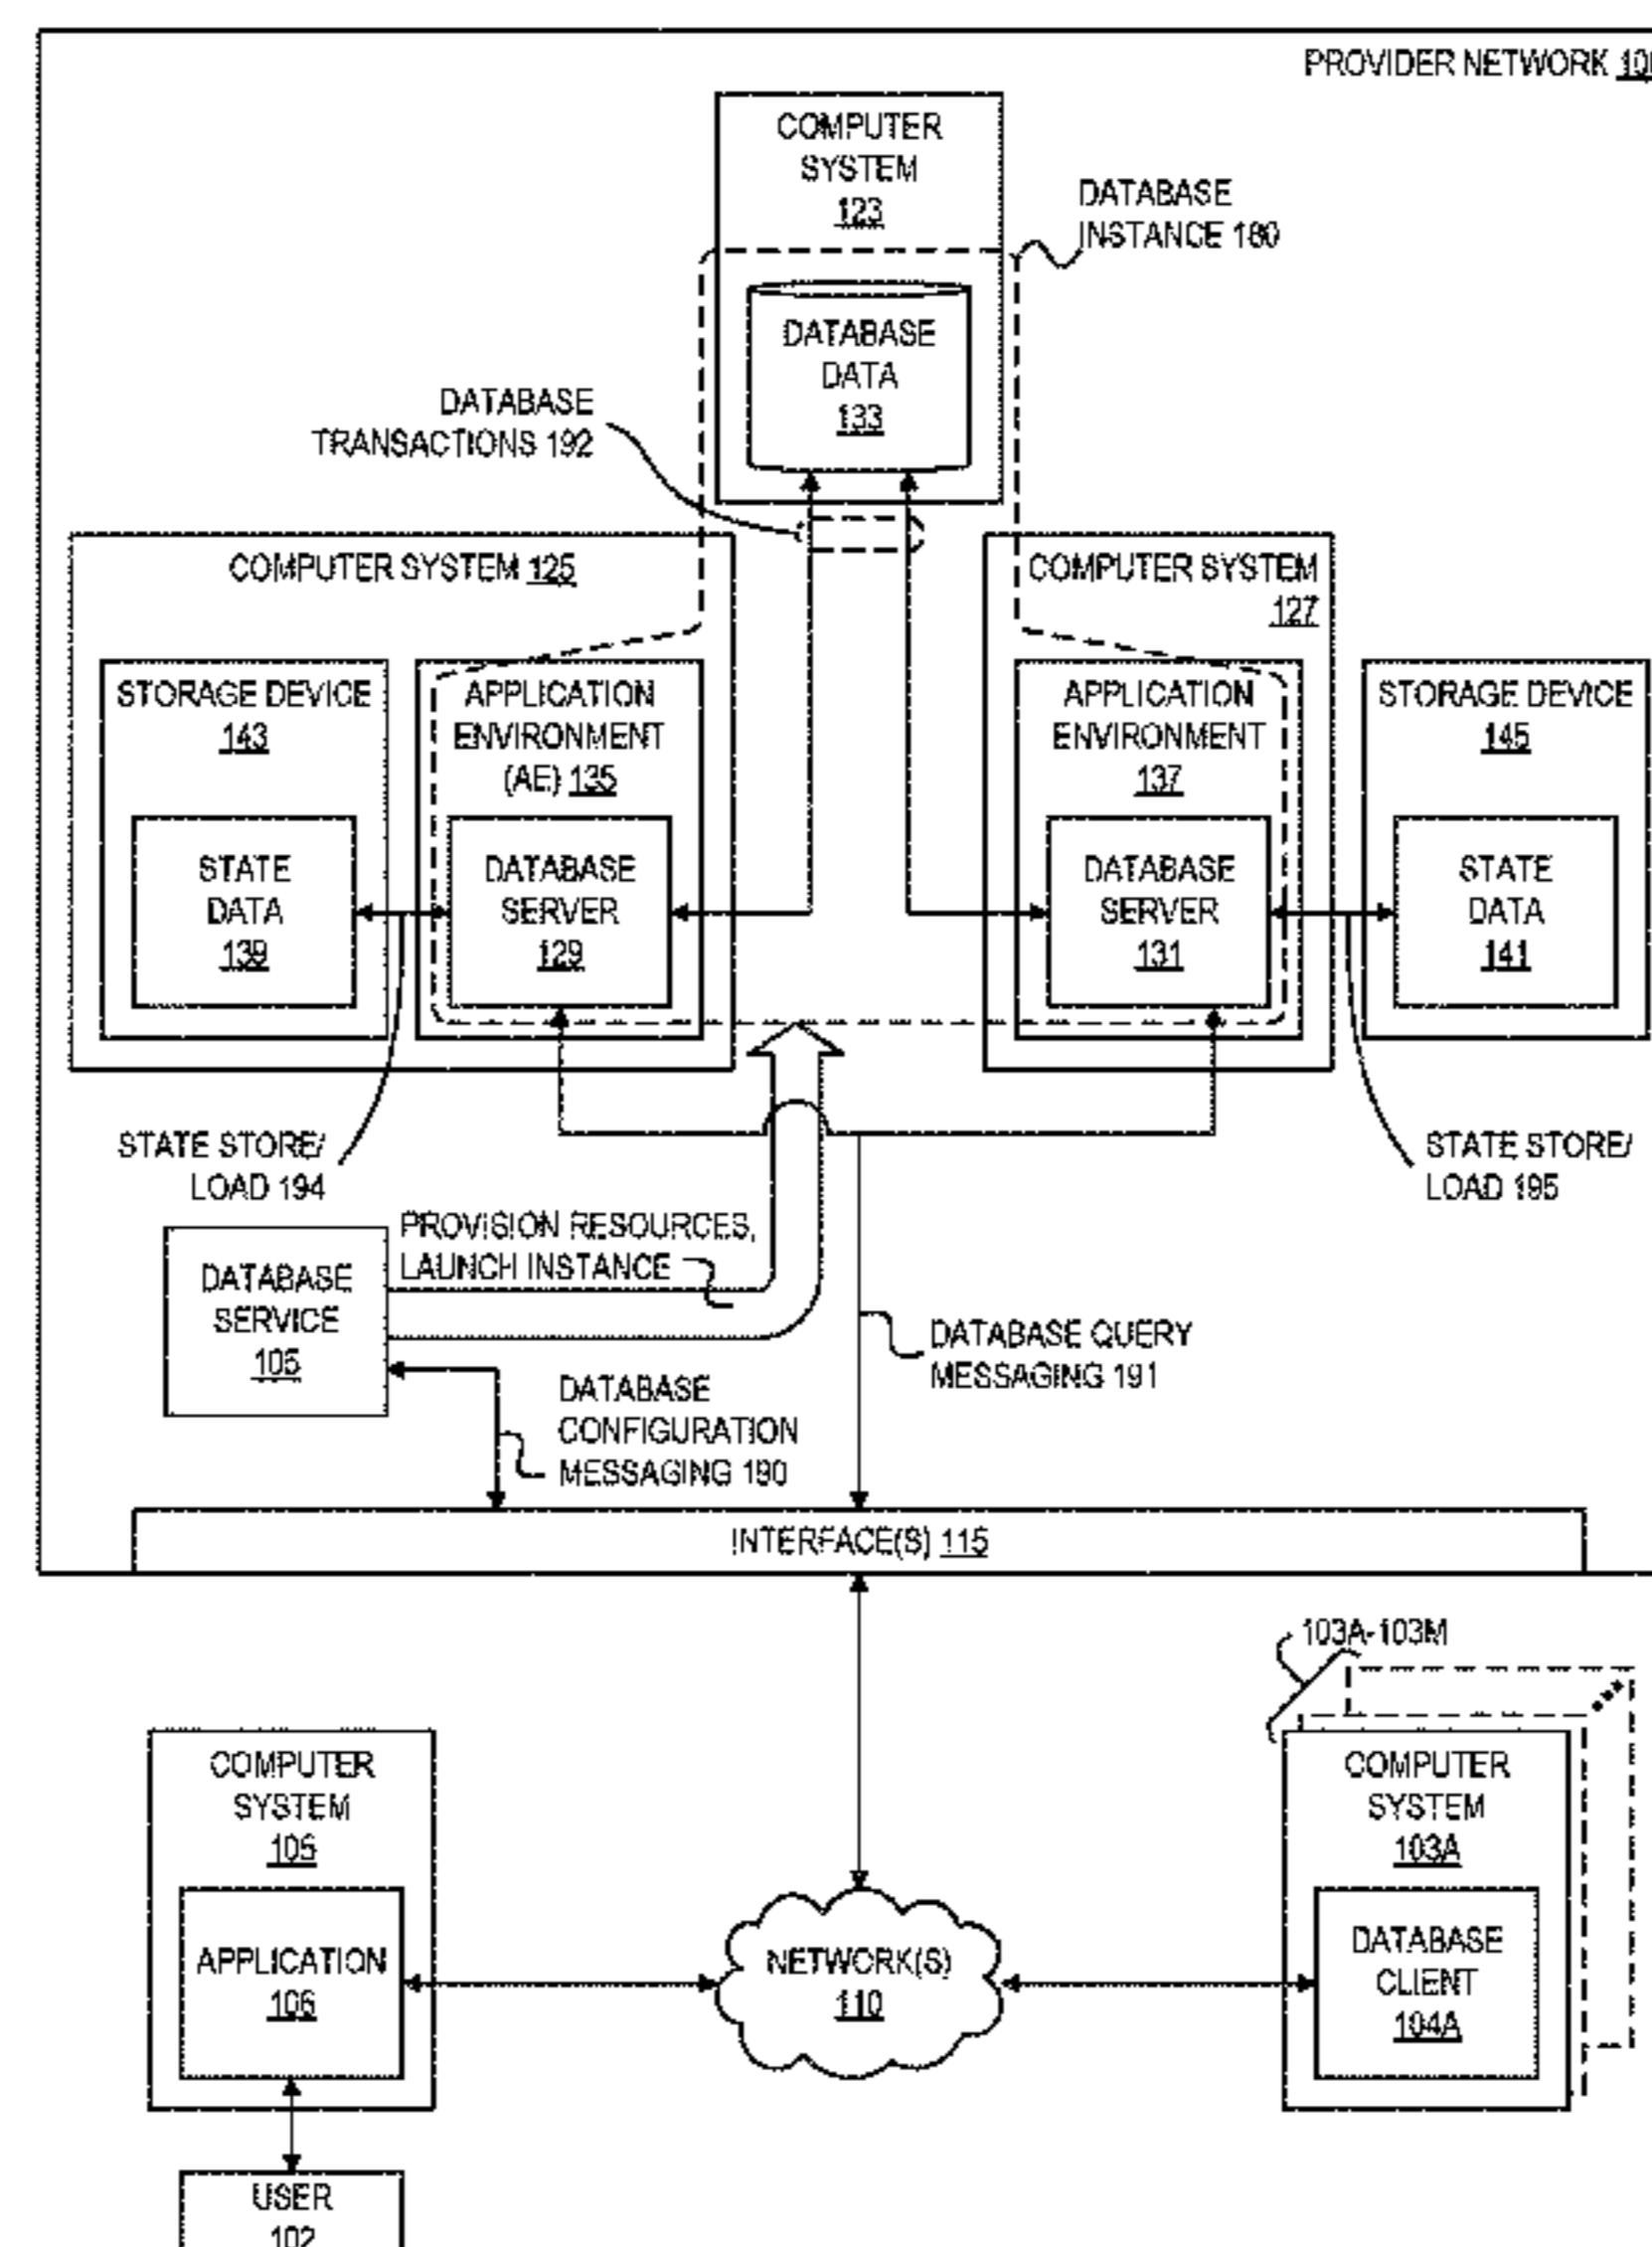 PROVIDER NETWORK
COMPUTER
SYSTEM
123
DATABASE
INSTANCE 180
DATABASE
DATA
133
DATABASE
TRANSACTIONS 192
COMPUTER SYSTEM 125
COMPUTER SYSTEM
127
STORAGE DEVICE
143
APPLICATION
ENVIRONMENT
(AE) 135
APPLICATION
ENVIRONMENT
137
STORAGE DEVICE
145
STATE
DATA
139
DATABASE
SERVER
129
DATABASE
SERVER
131
STATE
DATA
141
STATE STORE/
LOAD 194
STATE STORE/
LOAD 195
PROVISION RESOURCES,
LAUNCH INSTANCE
DATABASE
SERVICE
105
DATABASE QUERY
MESSAGING 191
DATABASE
CONFIGURATION
MESSAGING 190
INTERFACE(S) 115
103A-103M
COMPUTER
SYSTEM
105
COMPUTER
SYSTEM
103A
APPLICATION
106
NETWORK(S)
110
DATABASE
CLIENT
104A
USER
102